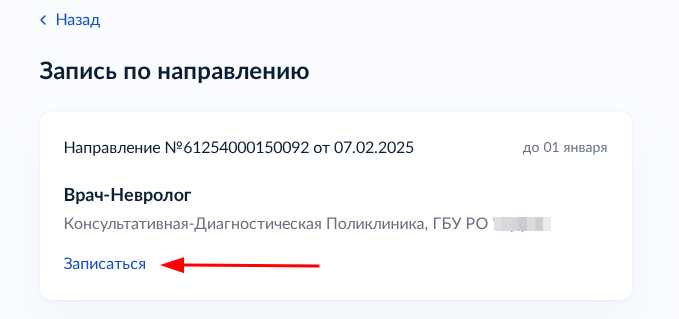 Назад
Запись по направлению
Направление №61254000150092 от 07.02.2025
до 01 января
Врач-Невролог
Консультативная-Диагностическая Поликлиника, ГБУ РО
Записаться